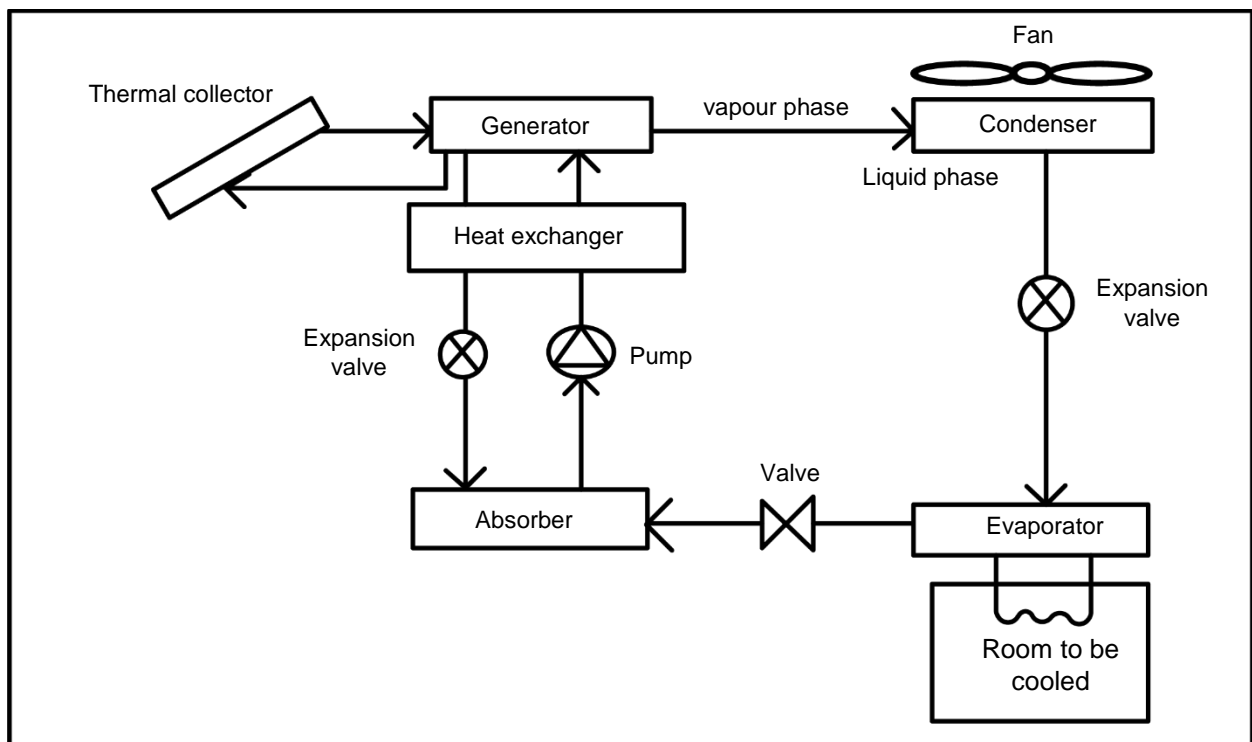 Fan
Thermal collector
vapour phase
Generator
Condenser
Liquid phase
Heat exchanger
Expansion
valve
Expansion
valve
Pump
Valve
Absorber
Evaporator
Room to be
cooled